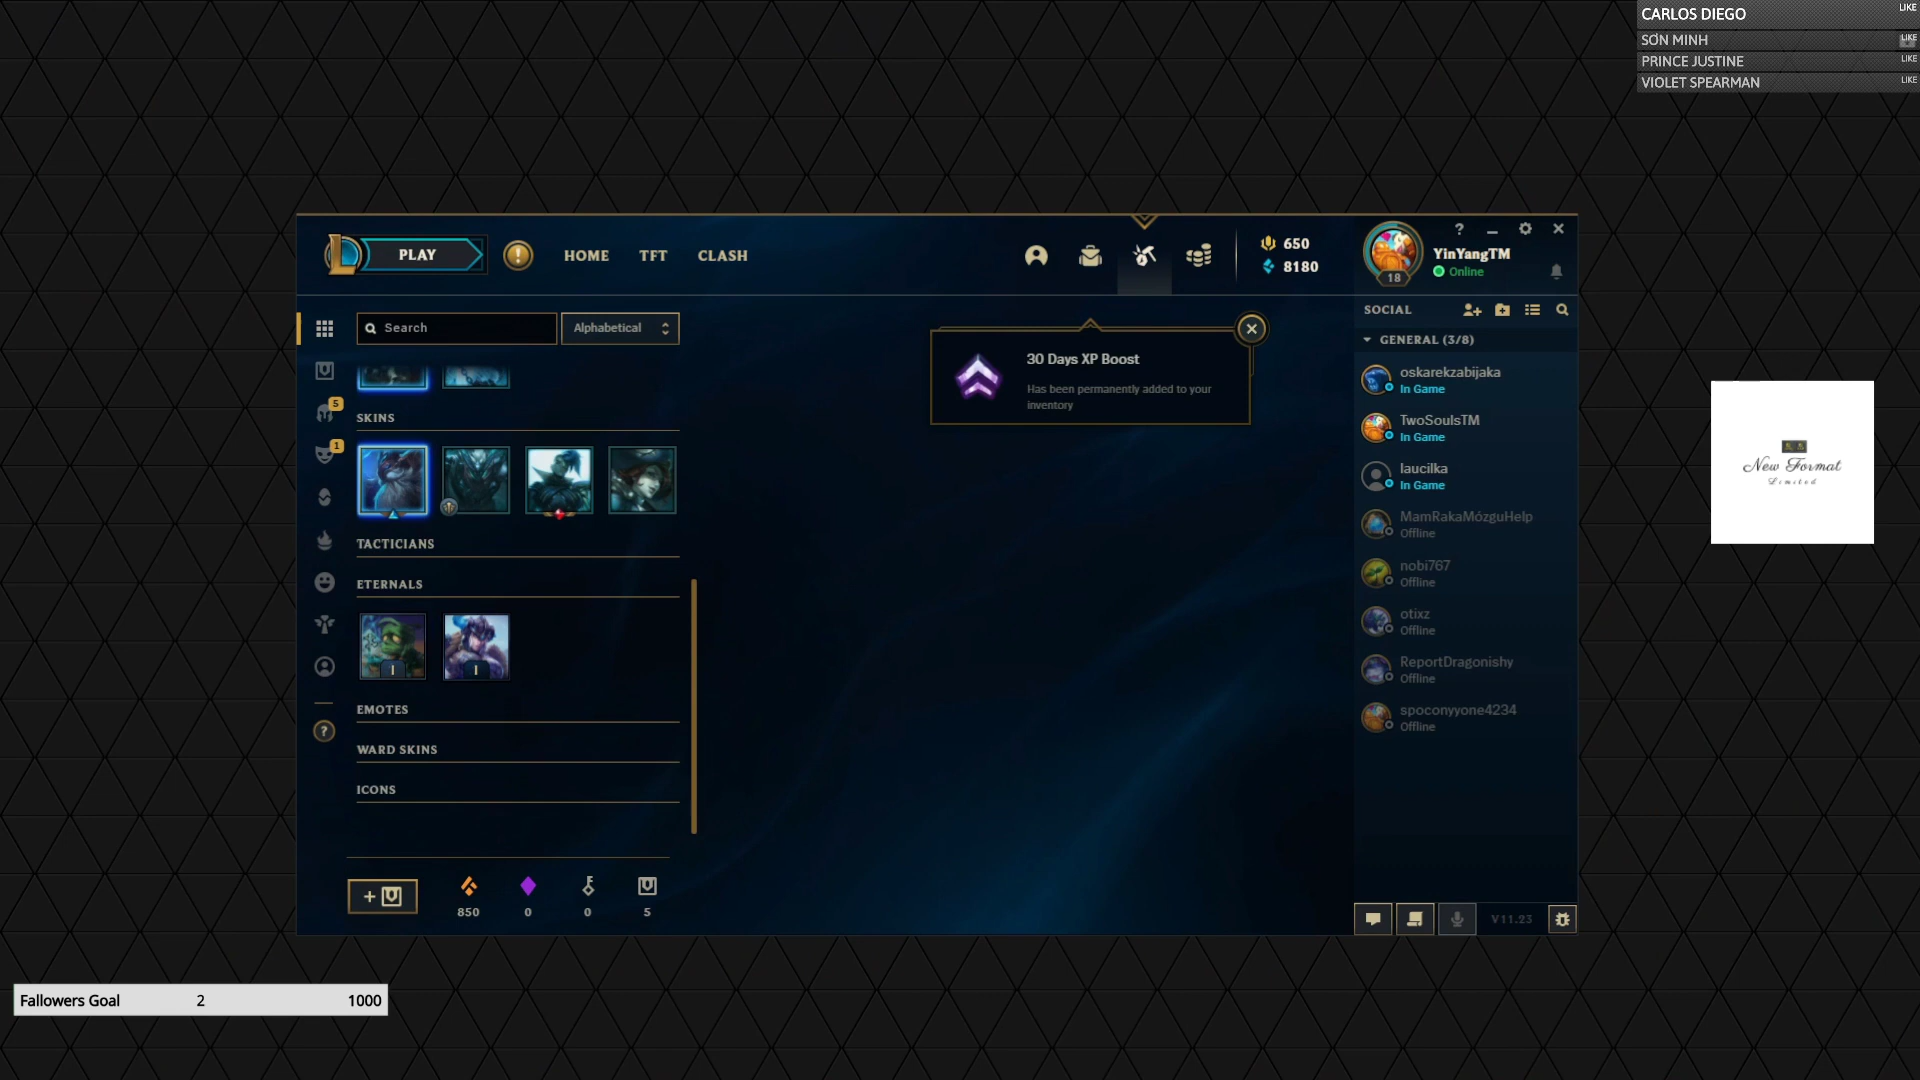 CARLOS DIEGO LIKE
SƠN MINH LIKE
PRINCE JUSTINE LIKE
VIOLET SPEARMAN LIKE
PLAY
HOME
TFT
CLASH
650
8180
18
YinYangTM
Online
Search
Alphabetical
30 Days XP Boost
Has been permanently added to your
inventory
5
1
SKINS
TACTICIANS
ETERNALS
I
I
EMOTES
WARD SKINS
ICONS
850
0
0
5
SOCIAL
GENERAL (3/8)
oskarekzabijaka
In Game
TwoSoulsTM
In Game
laucilka
In Game
MamRakaMózguHelp
Offline
nobi767
Offline
otixz
Offline
ReportDragonishy
Offline
spoconyyone4234
Offline
V11.23
New Format
Limited
Fallowers Goal 2 1000